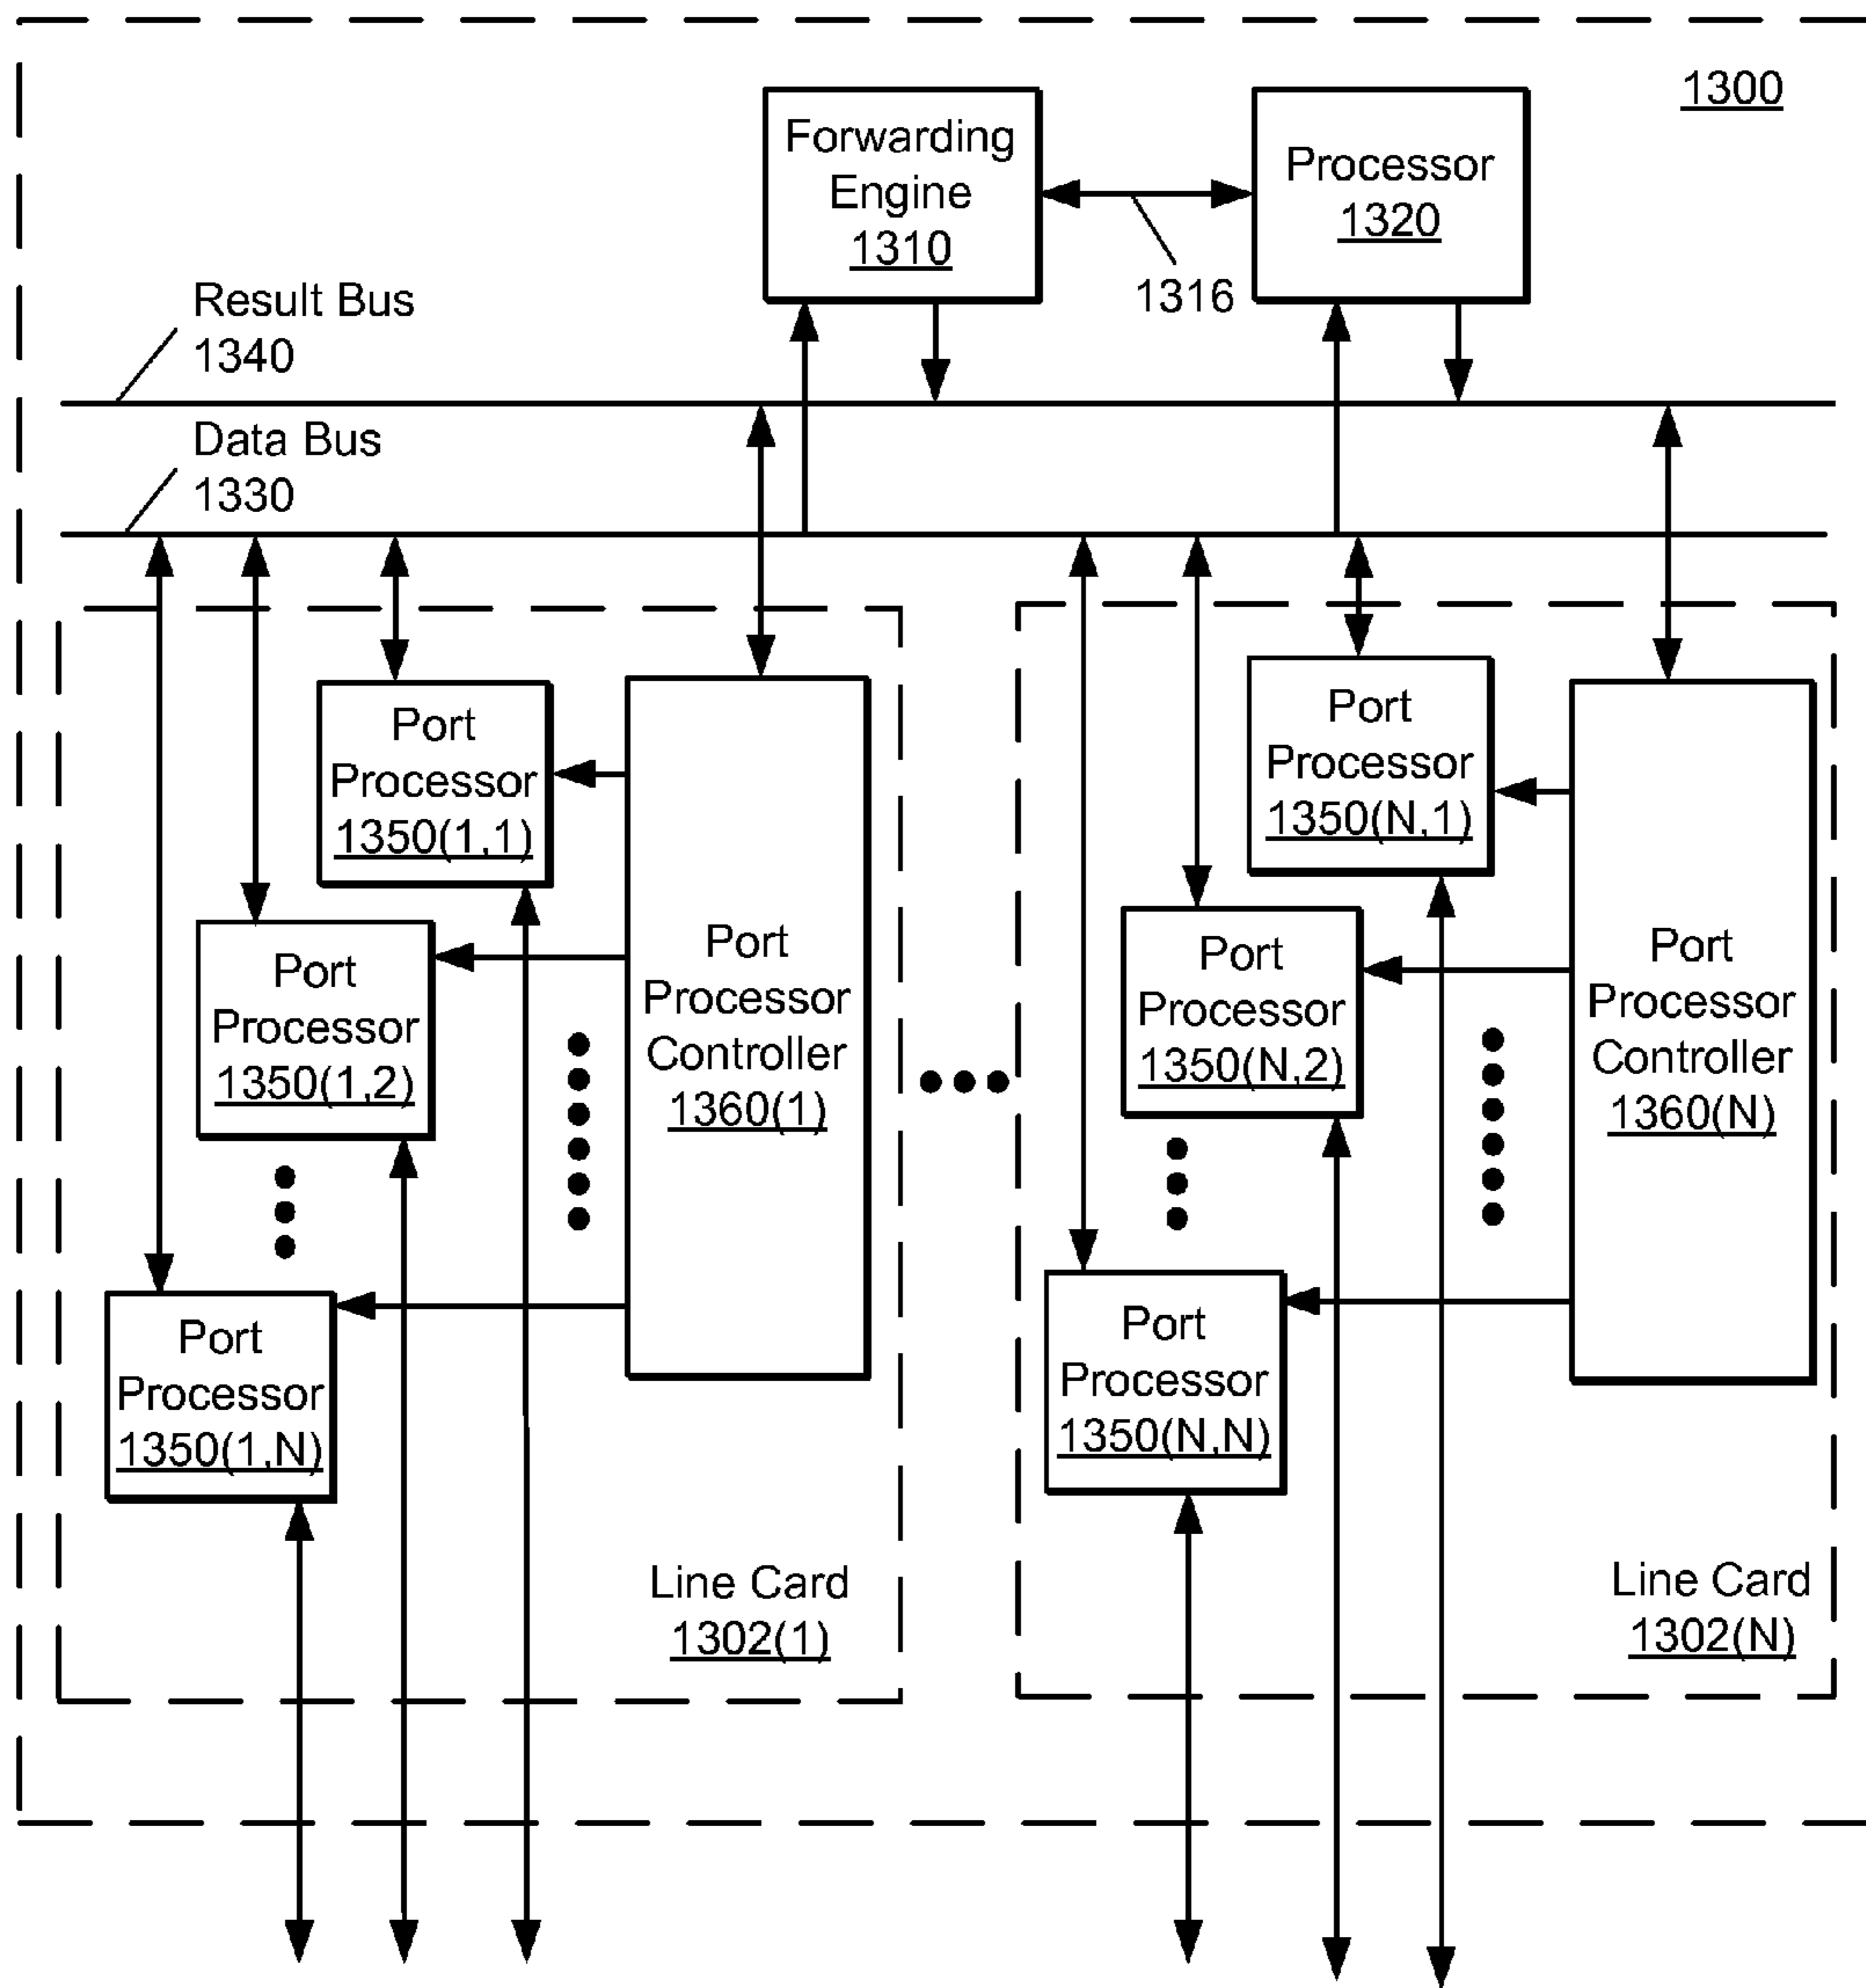 1300
Forwarding
Engine
1310
Processor
1320
1316
Result Bus
1340
Data Bus
1330
Port
Processor
1350(1,1)
Port
Processor
1350(1,2)
Port
Processor
1350(1,N)
Port
Processor
Controller
1360(1)
Line Card
1302(1)
Port
Processor
1350(N,1)
Port
Processor
1350(N,2)
Port
Processor
1350(N,N)
Port
Processor
Controller
1360(N)
Line Card
1302(N)